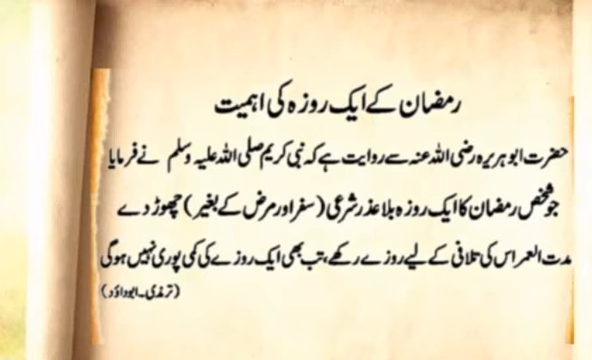 رمضان کے ایک روزہ کی اہمیت
حضرت ابو ہریرہ رضی اللہ عنہ سے روایت ہے کہ نبی کریم صلی اللہ علیہ وسلم نے فرمایا
جو شخص رمضان کا ایک روزہ بلا عذر شرعی (سفر اور مرض کے بغیر) چھوڑ دے
مدت العمر اس کی تلافی کے لیے روزے رکھے، تب بھی ایک روزے کی کمی پوری نہیں ہوگی
(ترمذی۔ابوداؤد)